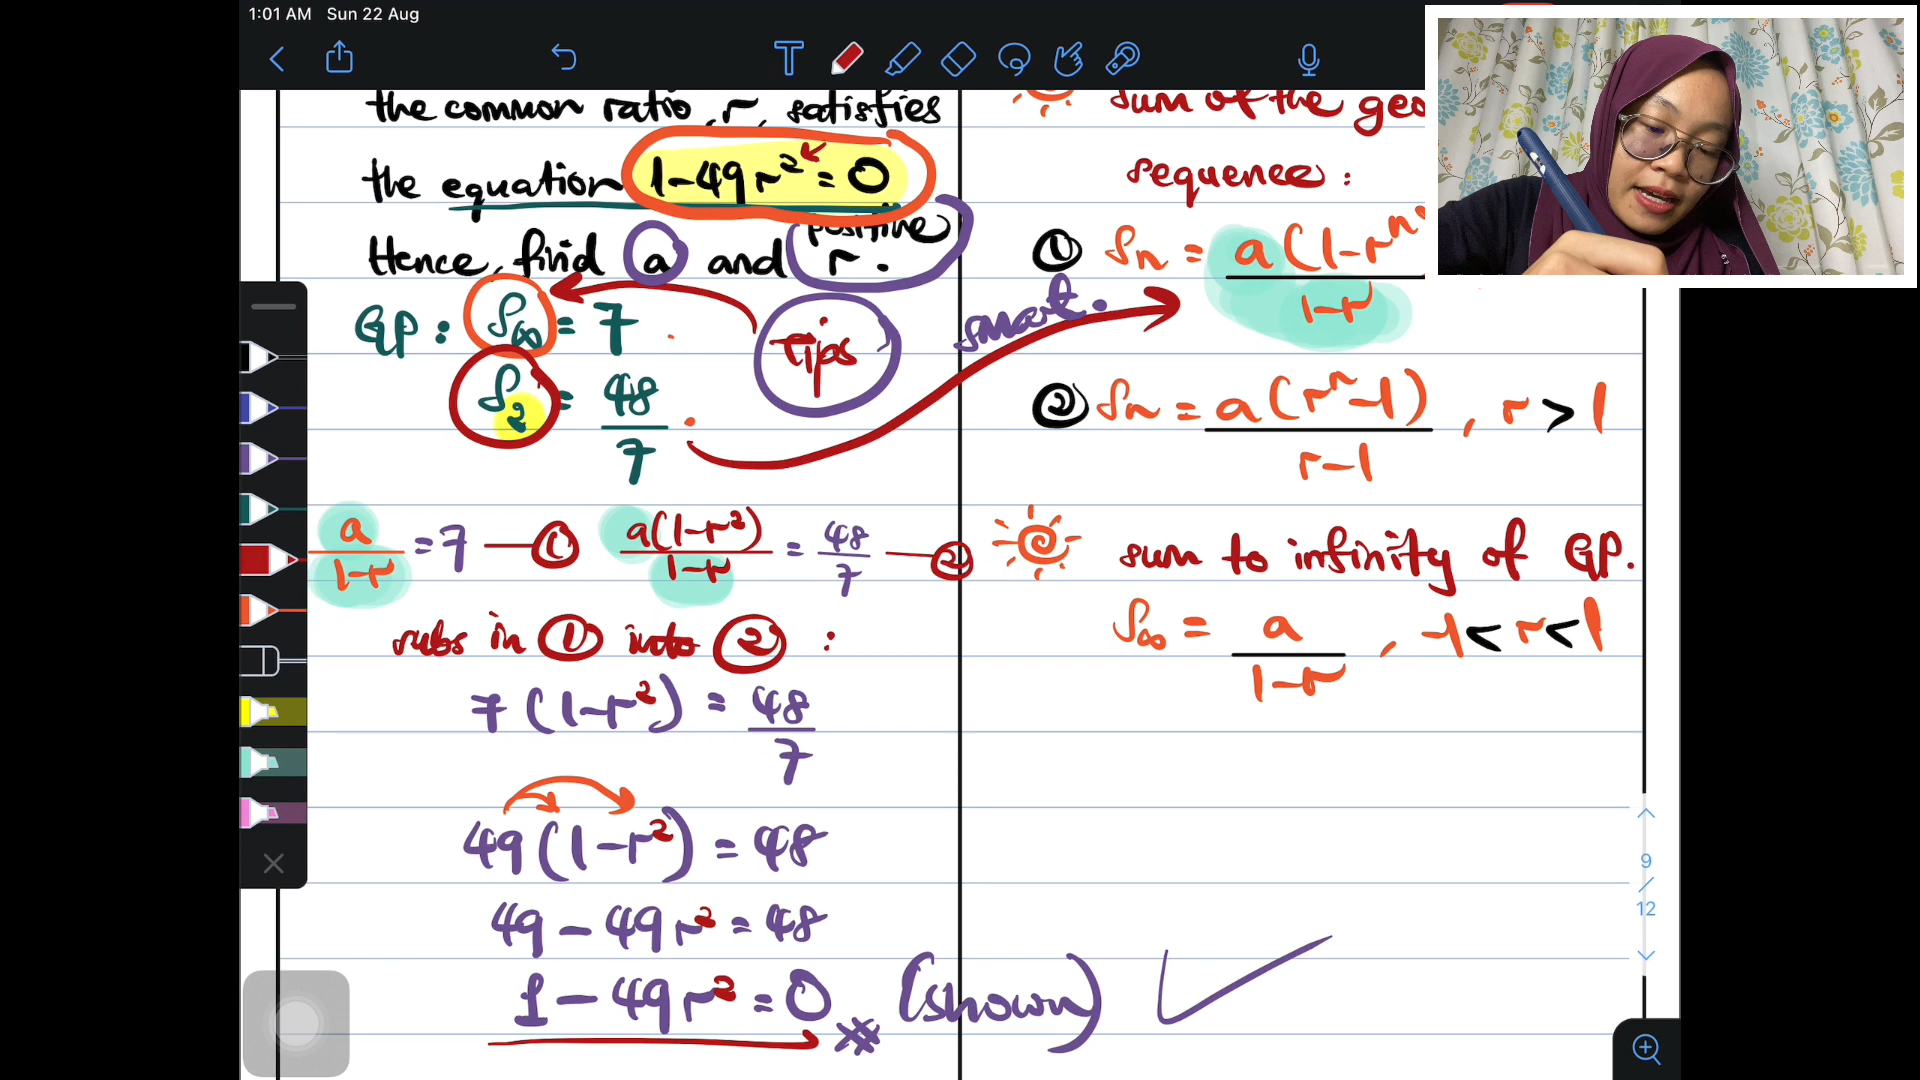 1:01 AM Sun 22 Aug
the common ratio, r, satisfies
the equation 1-49r² = 0
positive
Hence, find a and r.
GP: S∞ = 7.
tips
S₂ = 48/7.
a/(1-r) = 7 — ① a(1-r²)/(1-r) = 48/7 — ②
subs in ① into ② :
7(1-r²) = 48/7
49(1-r²) = 48
49 - 49r² = 48
1 - 49r² = 0 (shown)
sum of the geo
sequence :
① Sn = a(1-rⁿ /1-r
smart.
② Sn = a(rⁿ-1)/(r-1) , r > 1
sum to infinity of GP.
S∞ = a/(1-r) , -1<r<1
9
/
12